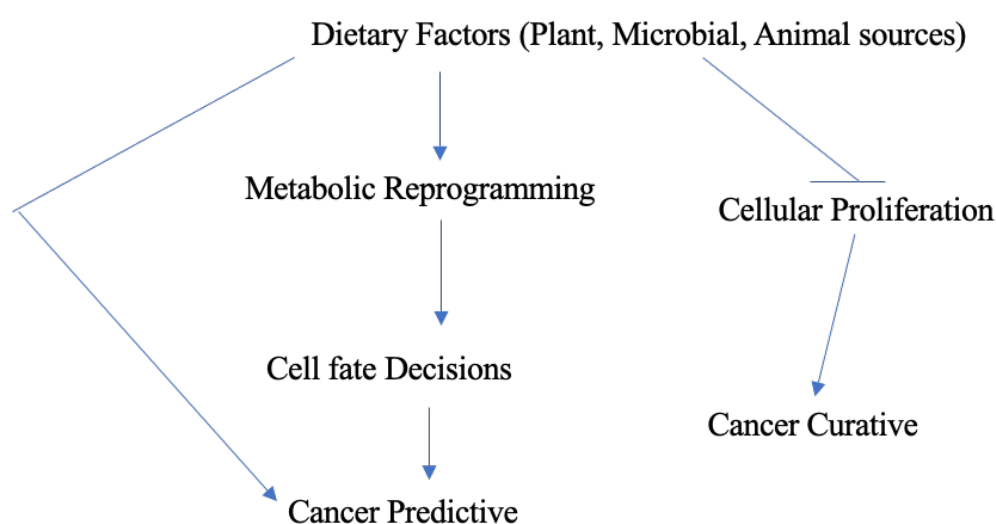 Dietary Factors (Plant, Microbial, Animal sources)
Metabolic Reprogramming
Cellular Proliferation
Cell fate Decisions
Cancer Curative
Cancer Predictive